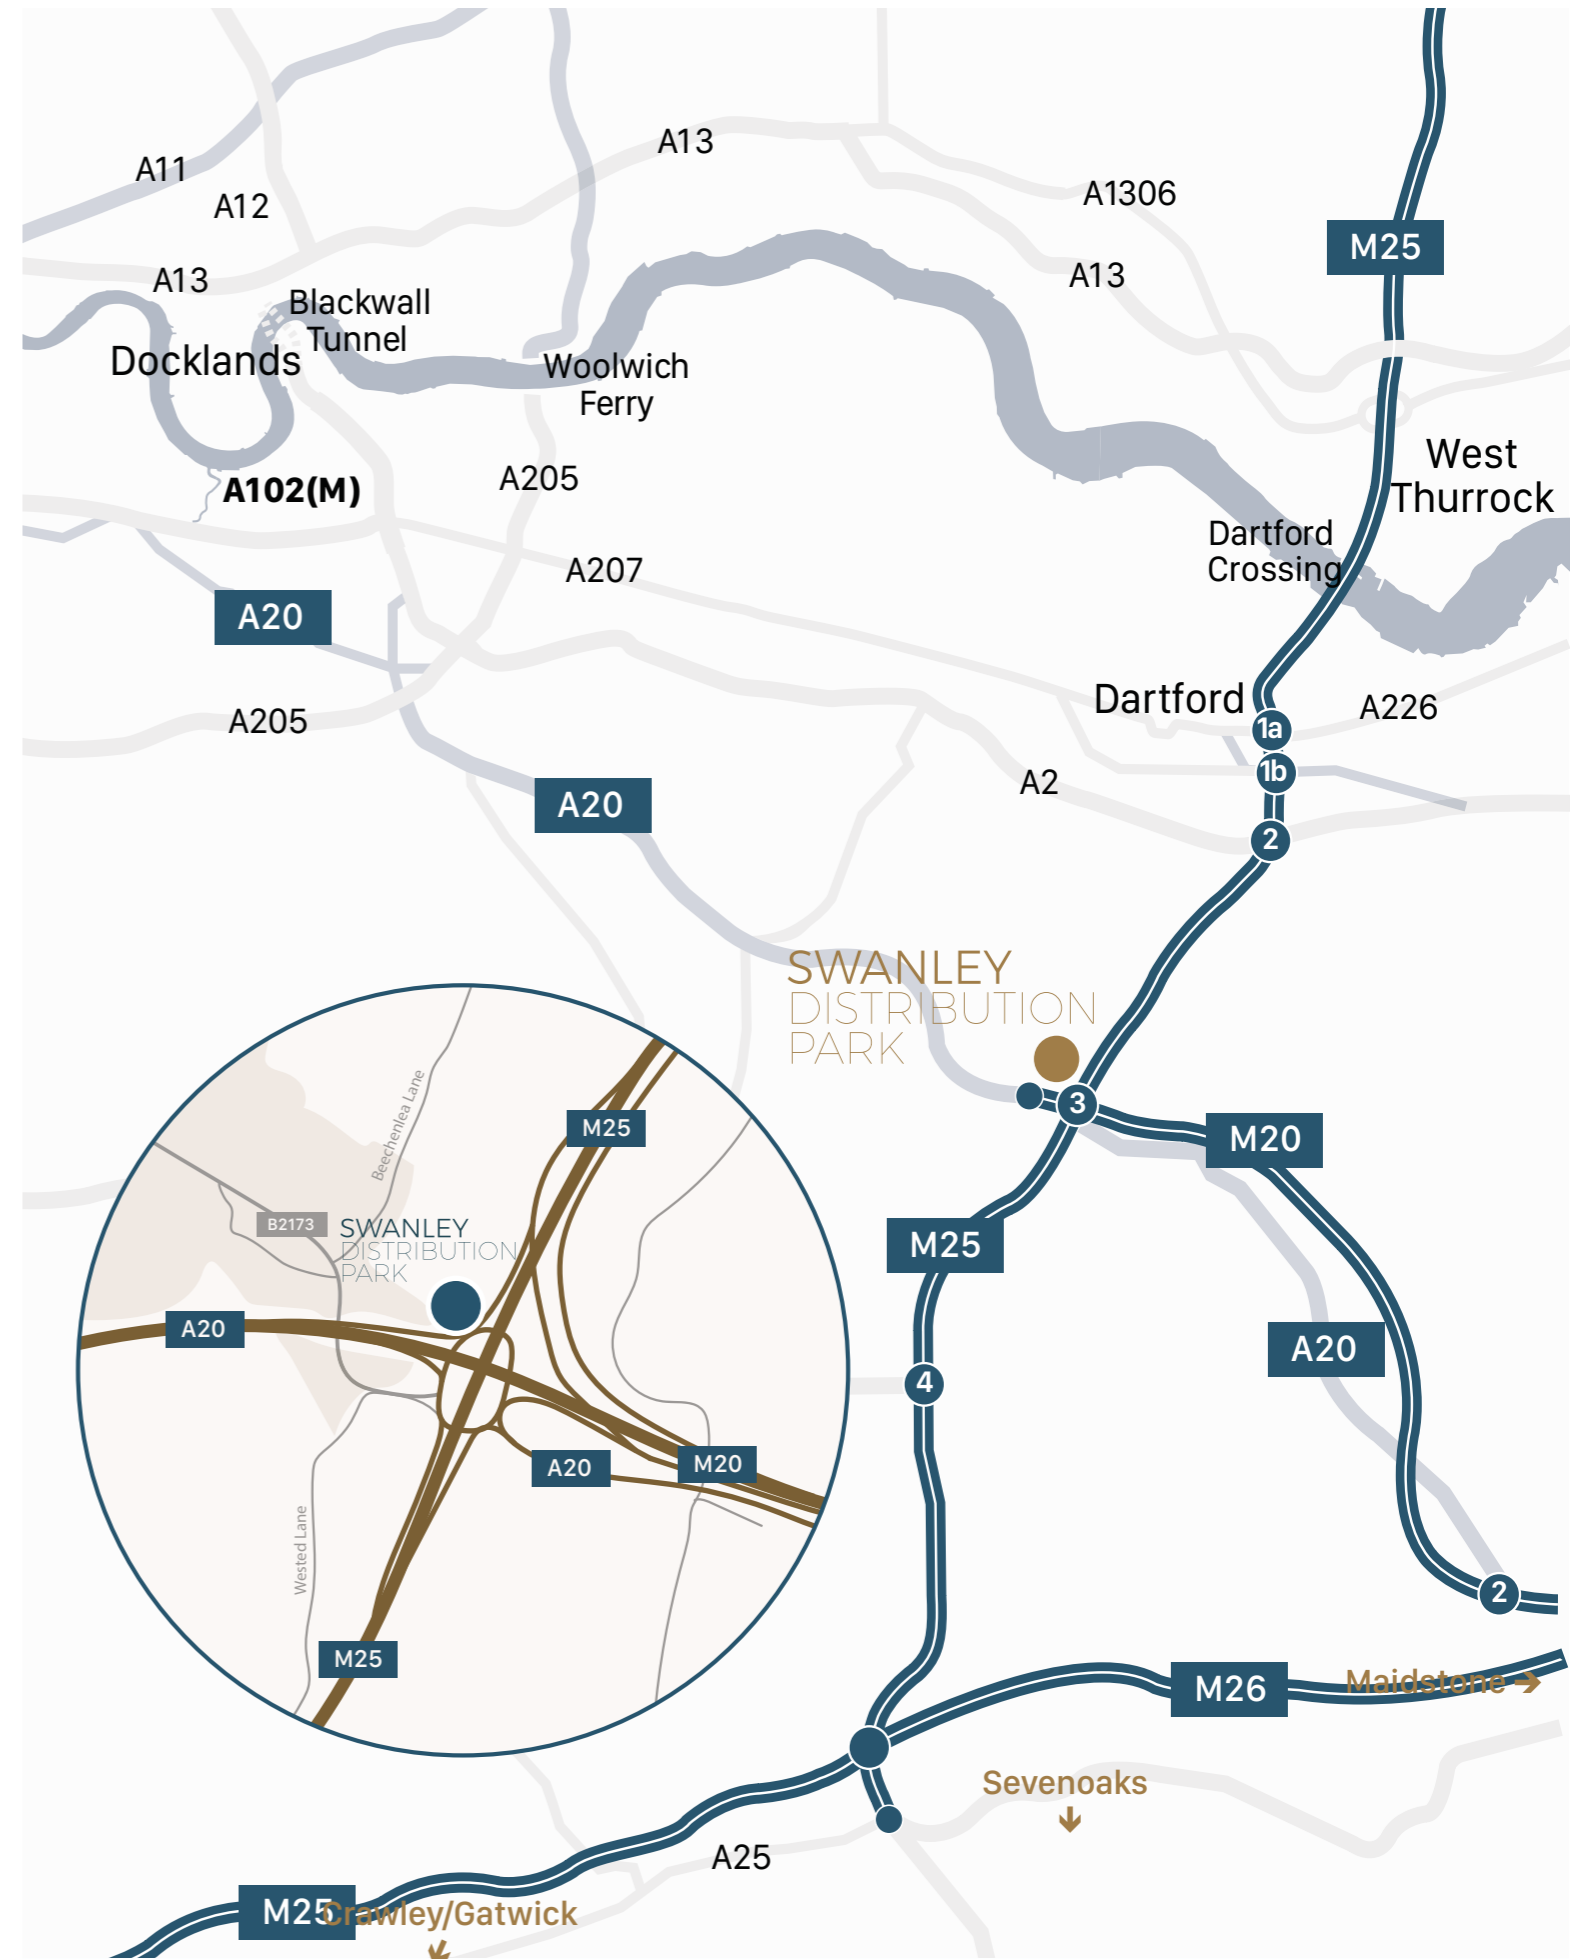 A13
A11
A1306
A12
M25
A13
A13
Blackwall
Tunnel
Docklands
Woolwich
Ferry
West
Thurrock
A205
A102(M)
Dartford
Crossing
A207
A20
Dartford
A226
A205
1a
1b
A2
A20
2
SWANLEY
DISTRIBUTION
PARK
3
M20
M25
A20
4
2
Beechenlea Lane
M25
B2173
SWANLEY
DISTRIBUTION
PARK
A20
M20
A20
Wested Lane
M25
M26
Maidstone →
Sevenoaks
↓
A25
M25
Crawley/Gatwick
↙